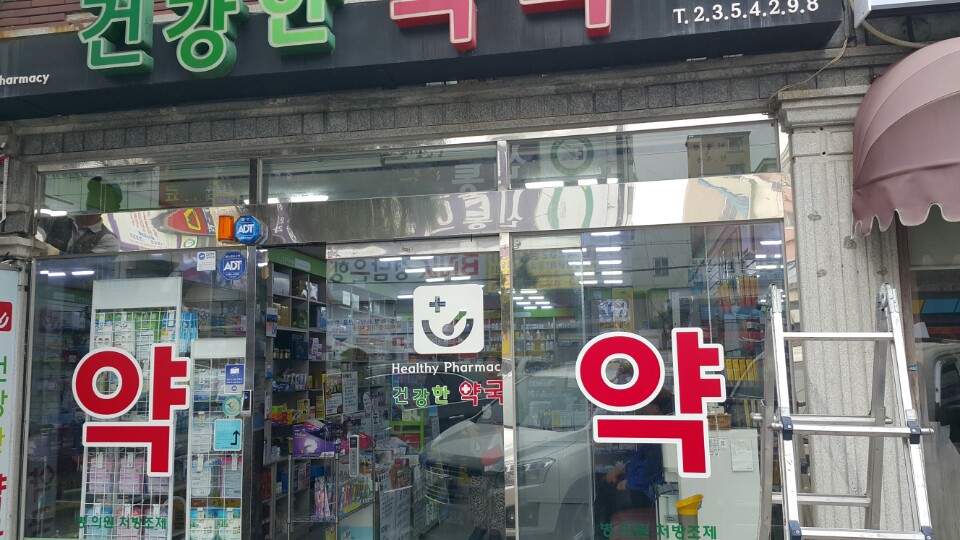 건강한 약국
T.2.3.5.4.2.9.8
harmacy
ADT
ADT
약
Healthy Pharmac
건강한 약국
약
병·의원 처방조제
병·의원 처방조제